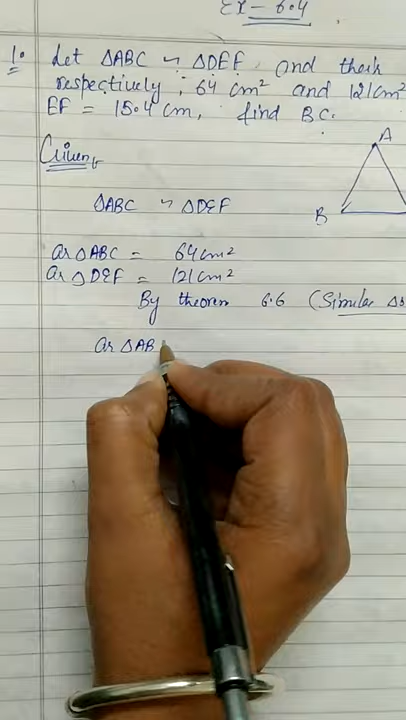 Ex - 6.4
1. Let ΔABC ~ ΔDEF and their
respectively, 64 cm² and 121 cm²
EF = 15.4 cm, find BC.
Given,
ΔABC ~ ΔDEF
A
B
ar ΔABC = 64 cm²
ar ΔDEF = 121 cm²
By theorem 6.6 (Similar Δs
ar ΔAB